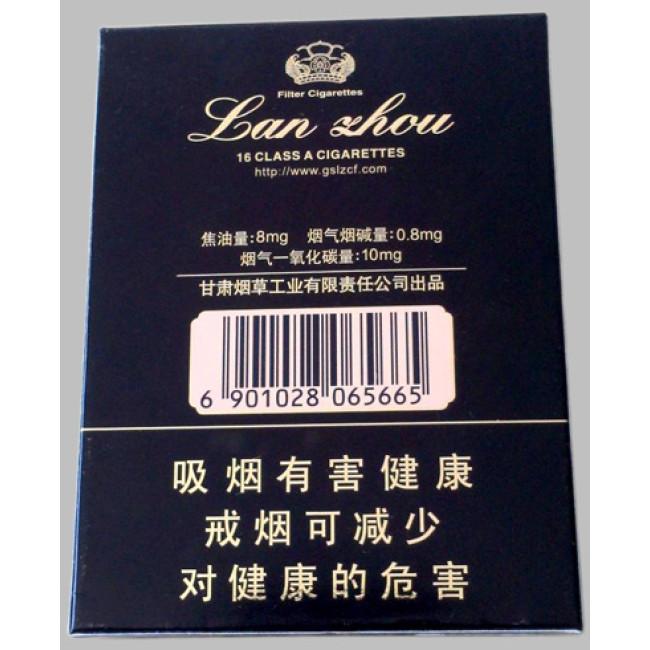 Filter Cigarettes
Lan zhou
16 CLASS A CIGARETTES
http://www.gslzcf.com
焦油量:8mg 烟气烟碱量:0.8mg
烟气一氧化碳量:10mg
甘肃烟草工业有限责任公司出品
6 901028 065665
吸烟有害健康
戒烟可减少
对健康的危害